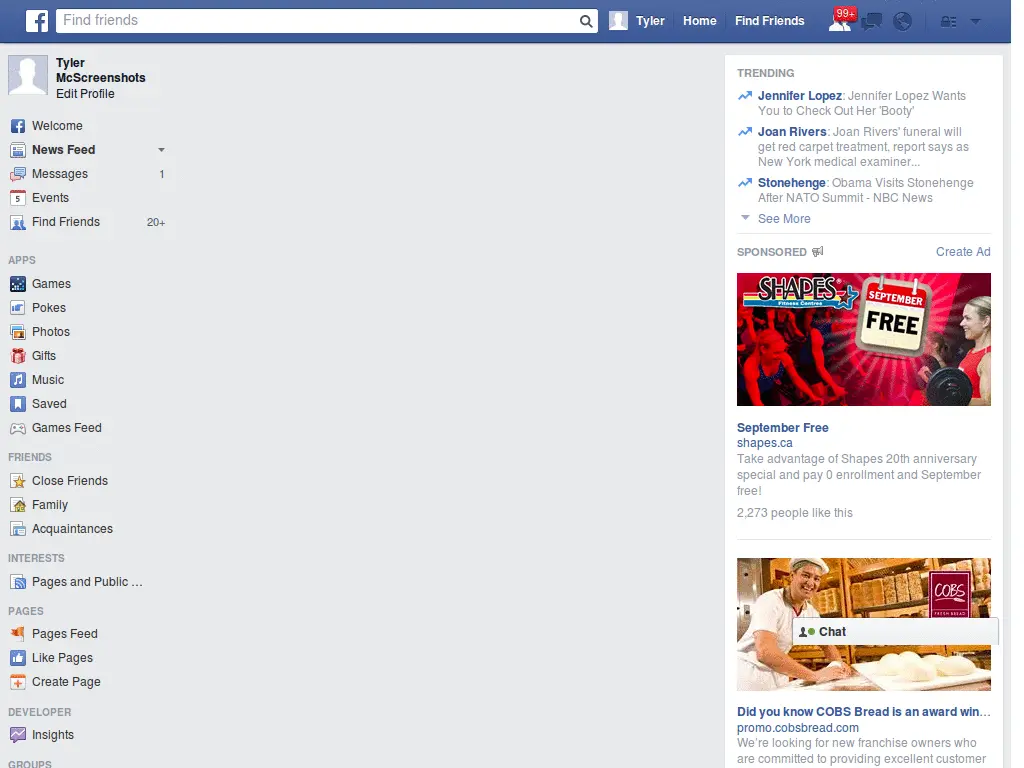 Find friends
Tyler
Home
Find Friends
99+
Tyler
McScreenshots
Edit Profile
Welcome
News Feed
Messages 1
5 Events
Find Friends 20+
APPS
Games
Pokes
Photos
Gifts
Music
Saved
Games Feed
FRIENDS
Close Friends
Family
Acquaintances
INTERESTS
Pages and Public ...
PAGES
Pages Feed
Like Pages
Create Page
DEVELOPER
Insights
GROUPS
TRENDING
Jennifer Lopez: Jennifer Lopez Wants
You to Check Out Her 'Booty'
Joan Rivers: Joan Rivers' funeral will
get red carpet treatment, report says as
New York medical examiner...
Stonehenge: Obama Visits Stonehenge
After NATO Summit - NBC News
See More
SPONSORED Create Ad
SHAPES
Fitness Centres
SEPTEMBER
FREE
September Free
shapes.ca
Take advantage of Shapes 20th anniversary
special and pay 0 enrollment and September
free!
2,273 people like this
COBS
FRESH BREAD
Chat
Did you know COBS Bread is an award win...
promo.cobsbread.com
We're looking for new franchise owners who
are committed to providing excellent customer